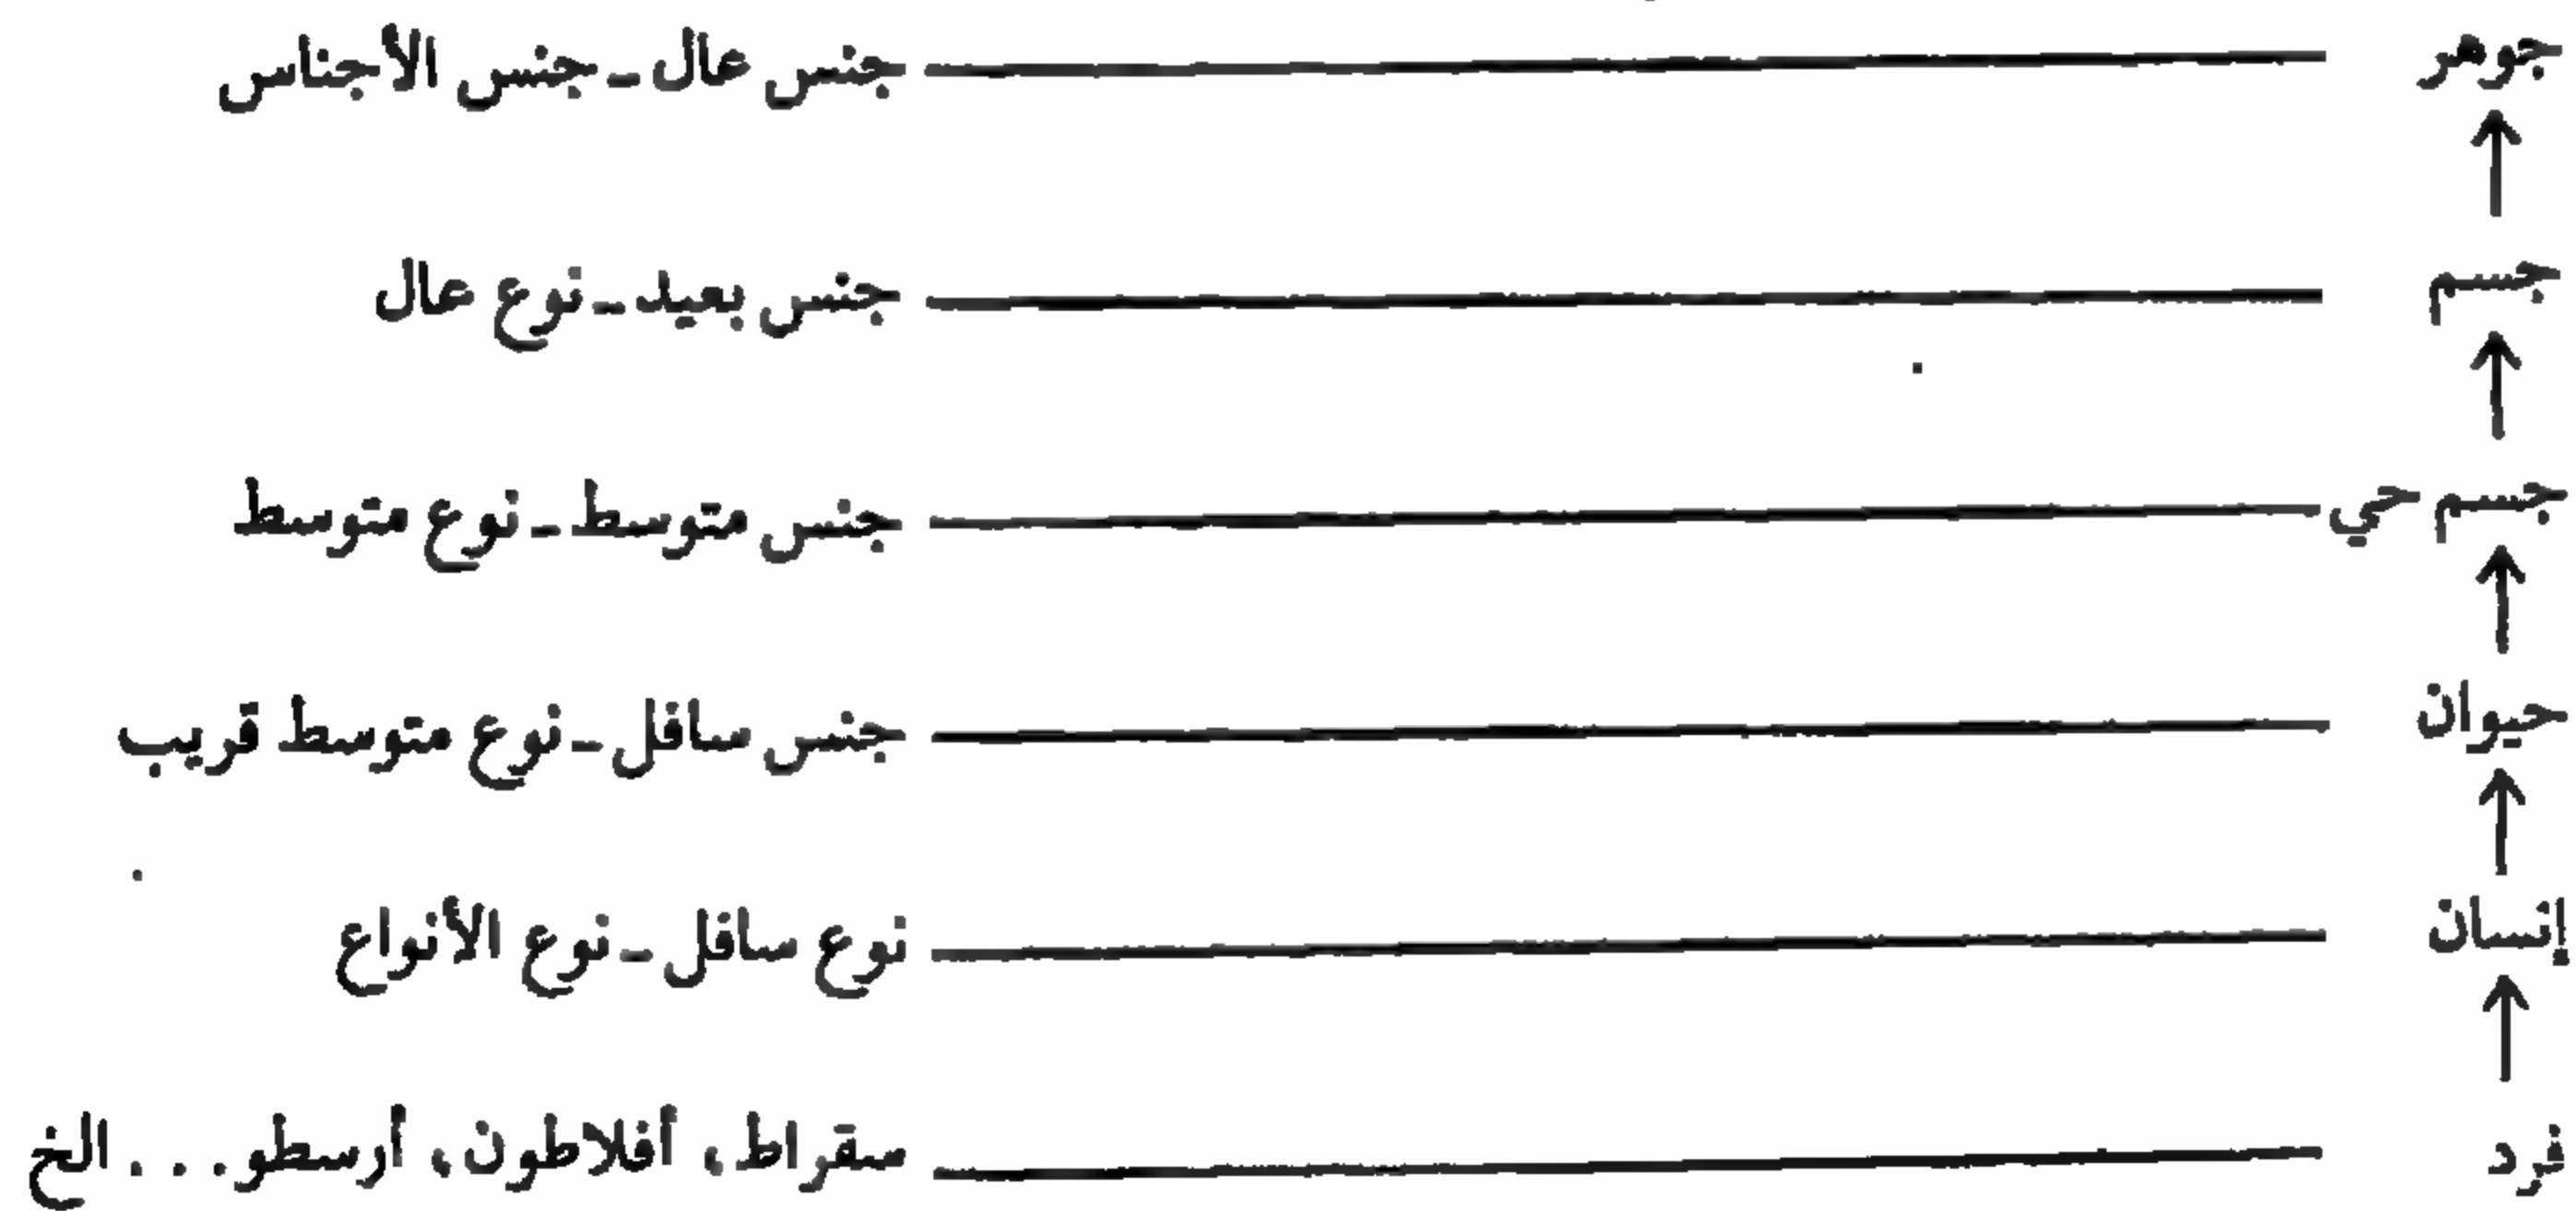 جوهر جنس عال - جنس الأجناس
جسم جنس بعيد - نوع عال
جسم حي جنس متوسط - نوع متوسط
حيوان جنس سافل - نوع متوسط قريب
إنسان نوع سافل - نوع الأنواع
فرد سقراط، أفلاطون، أرسطو... الخ